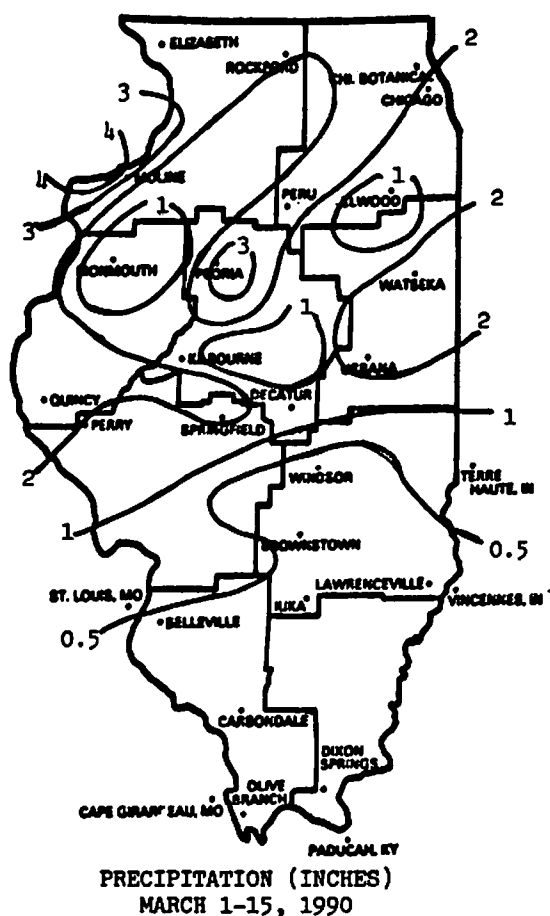 ELIZABETH
2
ROCKFORD
CHI. BOTANICAL
CHICAGO
3
4
4
MOLINE
1
ELWOOD
PERU
1
2
3
MONMOUTH
3
PEORIA
WATSEKA
1
2
KILBOURNE
URBANA
QUINCY
DECATUR
1
PERRY
SPRINGFIELD
2
WINDSOR
TERRE
HAUTE, IN
1
BROWNSTOWN
0.5
LAWRENCEVILLE
ST. LOUIS, MO
IUKA
VINCENNES, IN
0.5
BELLEVILLE
CARBONDALE
DIXON
SPRINGS
OLIVE
BRANCH
CAPE GIRARDEAU, MO
PADUCAH, KY
PRECIPITATION (INCHES)
MARCH 1-15, 1990